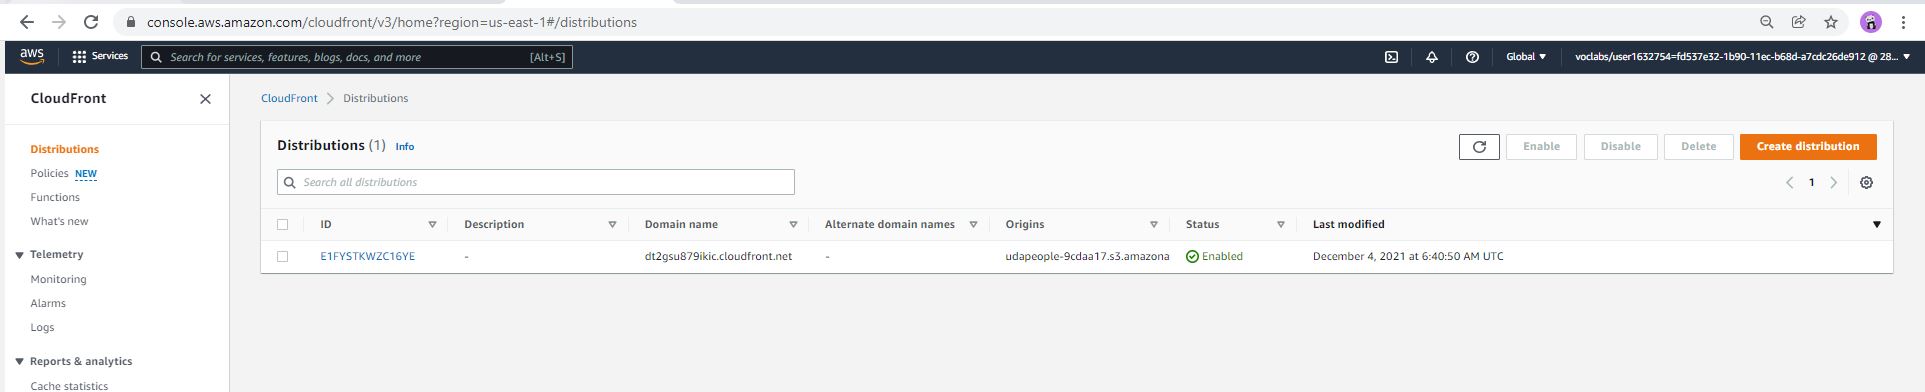 console.aws.amazon.com/cloudfront/v3/home?region=us-east-1#/distributions
aws Services Search for services, features, blogs, docs, and more [Alt+S] Global voclabs/user1632754=fd537e32-1b90-11ec-b68d-a7cdc26de912 @ 28...
CloudFront
Distributions
Policies NEW
Functions
What's new
Telemetry
Monitoring
Alarms
Logs
Reports & analytics
Cache statistics
CloudFront Distributions
Distributions (1) Info Enable Disable Delete Create distribution
Search all distributions 1
ID Description Domain name Alternate domain names Origins Status Last modified
E1FYSTKWZC16YE - dt2gsu879ikic.cloudfront.net - udapeople-9cdaa17.s3.amazona Enabled December 4, 2021 at 6:40:50 AM UTC